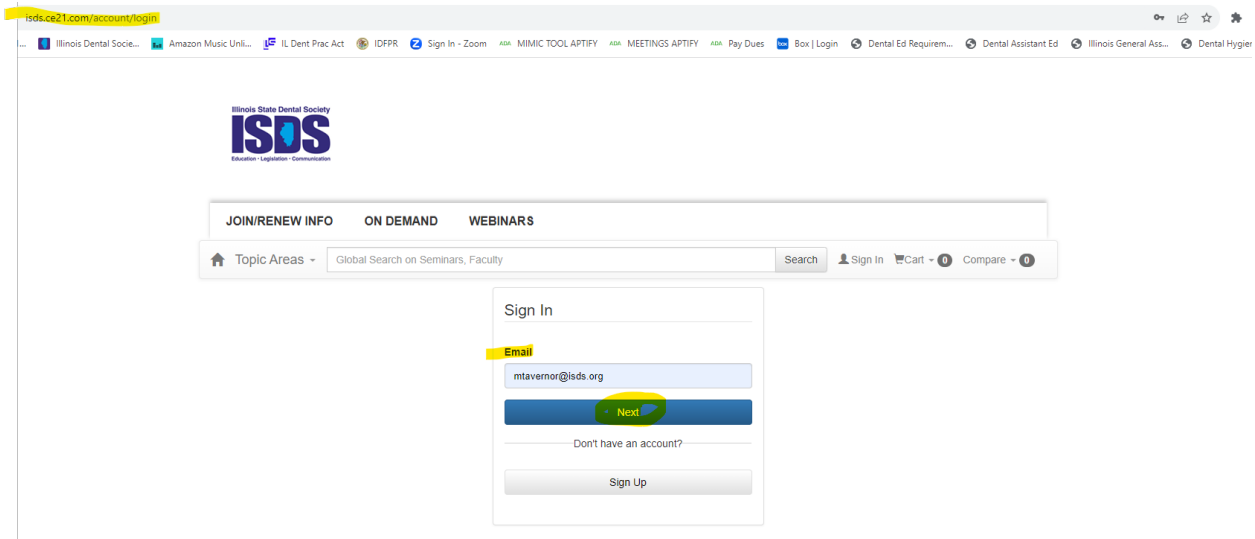 isds.ce21.com/account/login
... Illinois Dental Socie... Amazon Music Unli... IL Dent Prac Act IDFPR Sign In - Zoom ADA MIMIC TOOL APTIFY ADA MEETINGS APTIFY ADA Pay Dues box Box | Login Dental Ed Requirem... Dental Assistant Ed Illinois General Ass... Dental Hygien
Illinois State Dental Society
ISDS
Education - Legislation - Communication
JOIN/RENEW INFO ON DEMAND WEBINARS
Topic Areas Global Search on Seminars, Faculty Search Sign In Cart 0 Compare 0
Sign In
Email
mtavernor@isds.org
Next
Don't have an account?
Sign Up